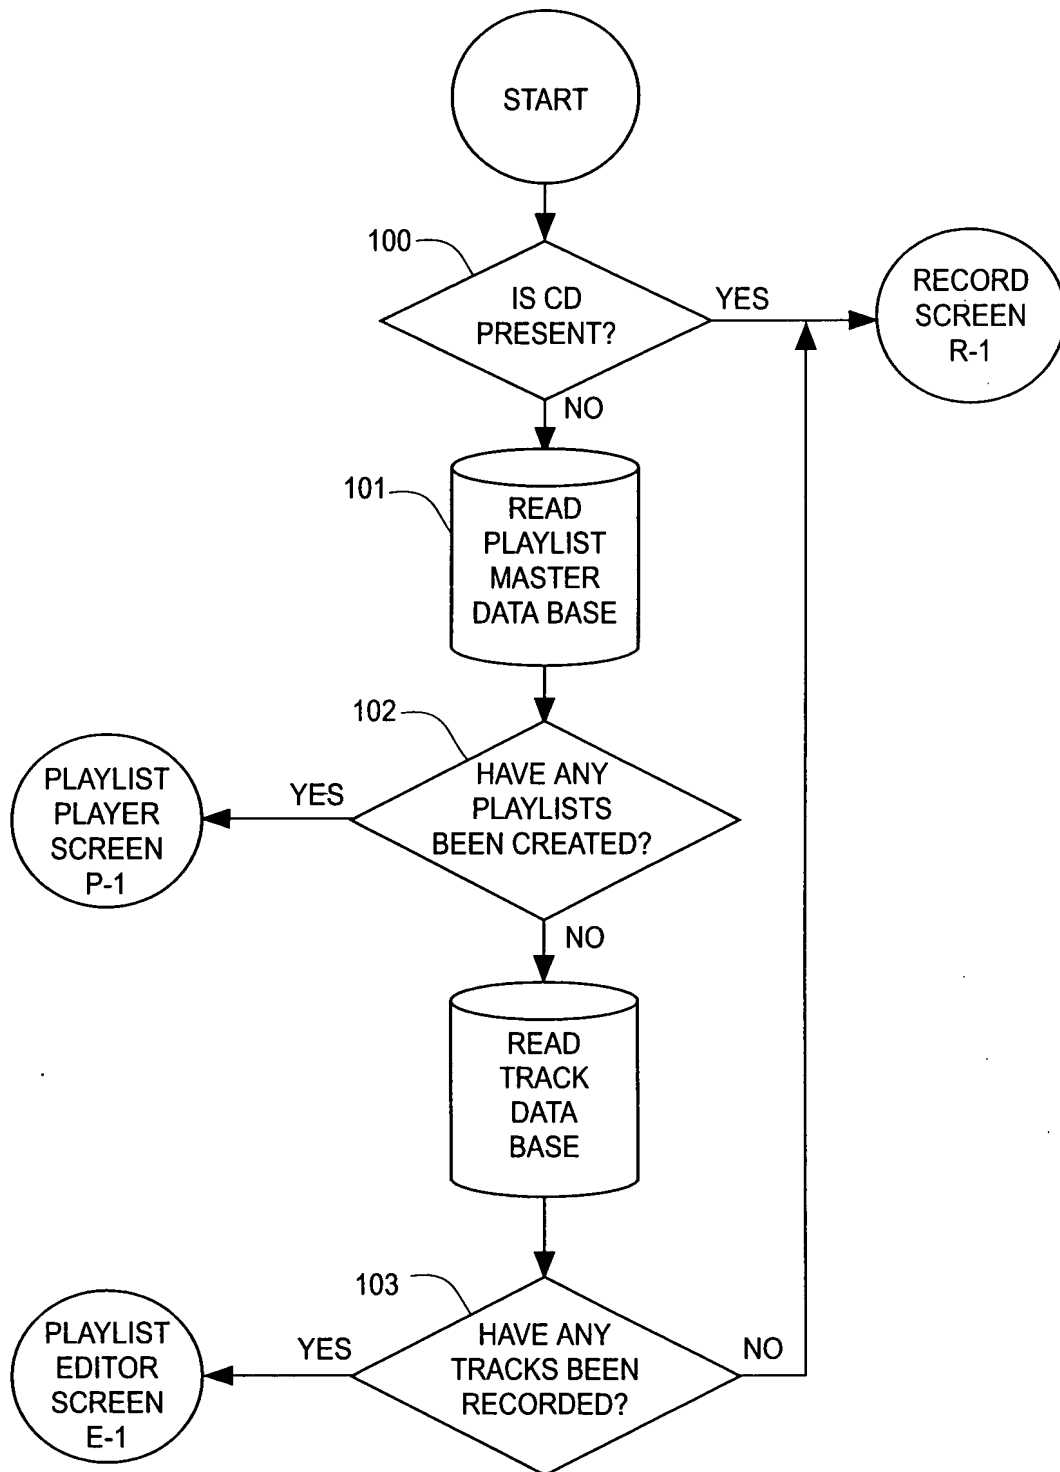 START
100
IS CD
PRESENT?
YES
RECORD
SCREEN
R-1
NO
101
READ
PLAYLIST
MASTER
DATA BASE
102
HAVE ANY
PLAYLISTS
BEEN CREATED?
YES
PLAYLIST
PLAYER
SCREEN
P-1
NO
READ
TRACK
DATA
BASE
103
HAVE ANY
TRACKS BEEN
RECORDED?
YES
NO
PLAYLIST
EDITOR
SCREEN
E-1